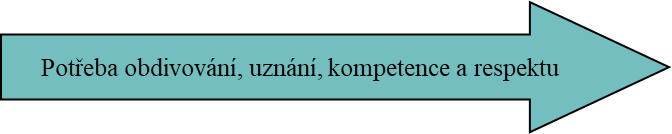 Potřeba obdivování, uznání, kompetence a respektu